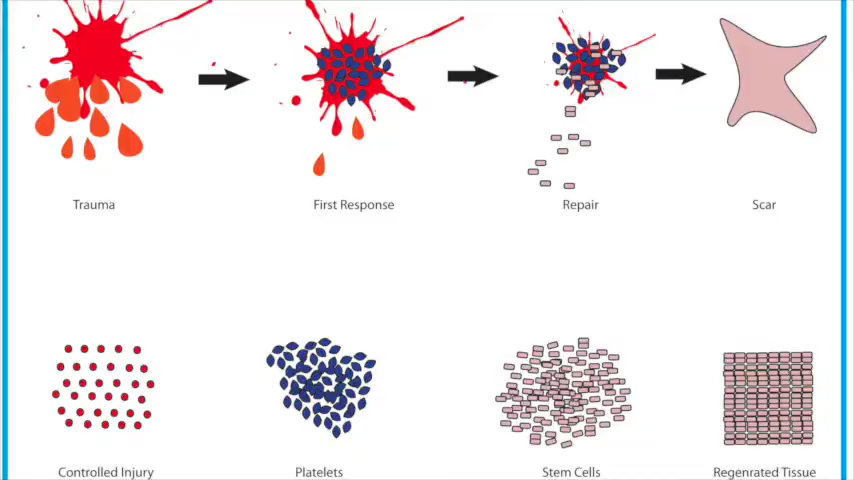 Trauma
First Response
Repair
Scar
Controlled Injury
Platelets
Stem Cells
Regenrated Tissue